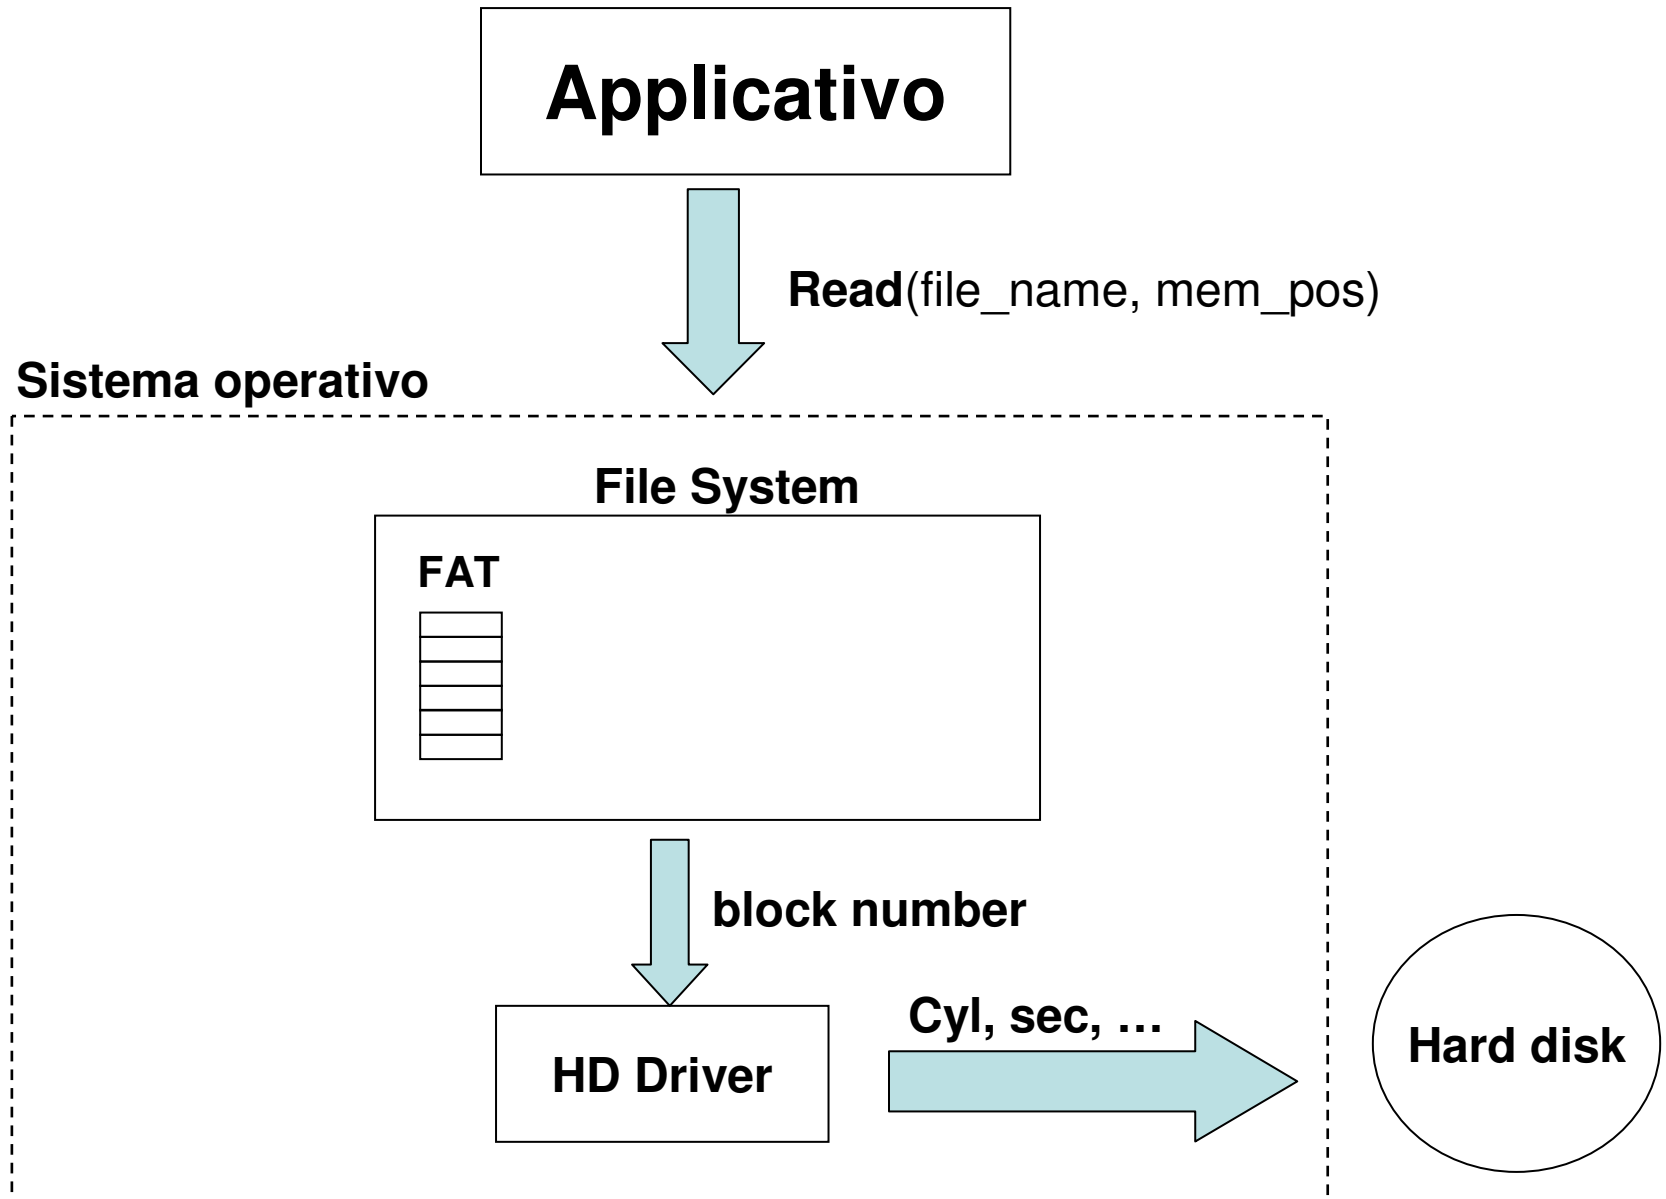 Applicativo
Read(file_name, mem_pos)
Sistema operativo
File System
FAT
block number
Cyl, sec, …
HD Driver
Hard disk